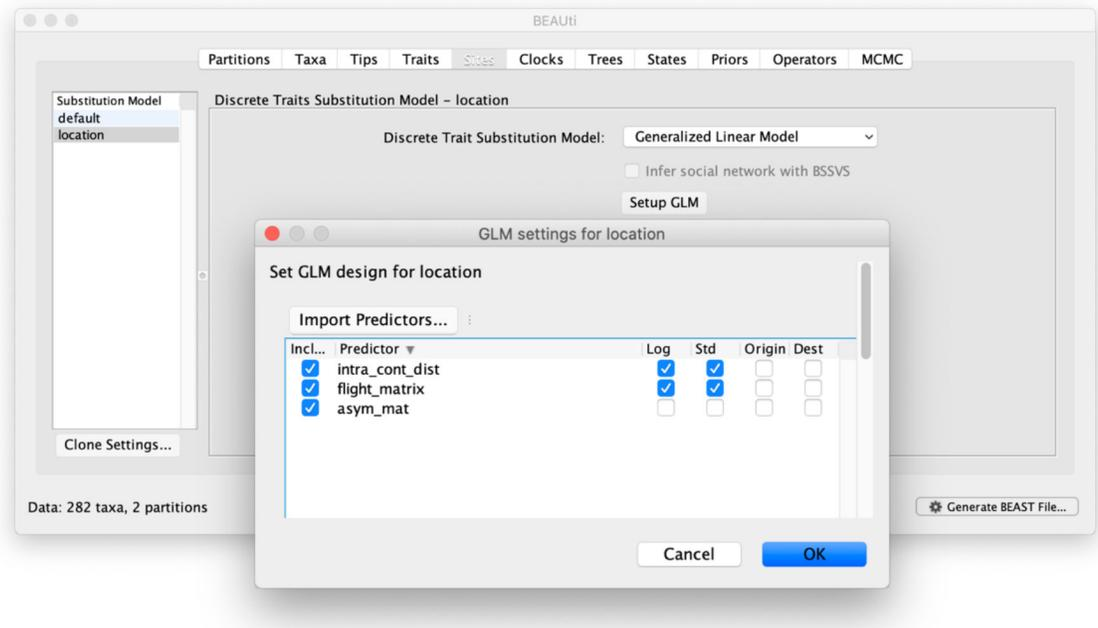 BEAUti
Partitions Taxa Tips Traits Sites Clocks Trees States Priors Operators MCMC
Substitution Model
default
location
Discrete Traits Substitution Model - location
Discrete Trait Substitution Model: Generalized Linear Model
Infer social network with BSSVS
Setup GLM
GLM settings for location
Set GLM design for location
Import Predictors...
Incl... Predictor Log Std Origin Dest
intra_cont_dist
flight_matrix
asym_mat
Clone Settings...
Data: 282 taxa, 2 partitions
Generate BEAST File...
Cancel OK